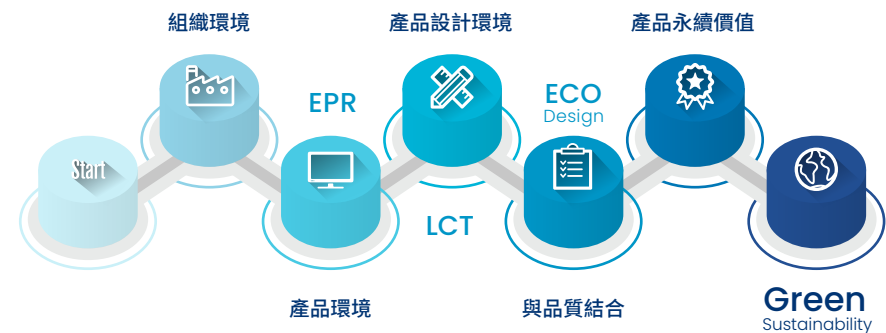 組織環境
產品設計環境
產品永續價值
EPR
ECO
Design
Start
LCT
產品環境
與品質結合
Green
Sustainability